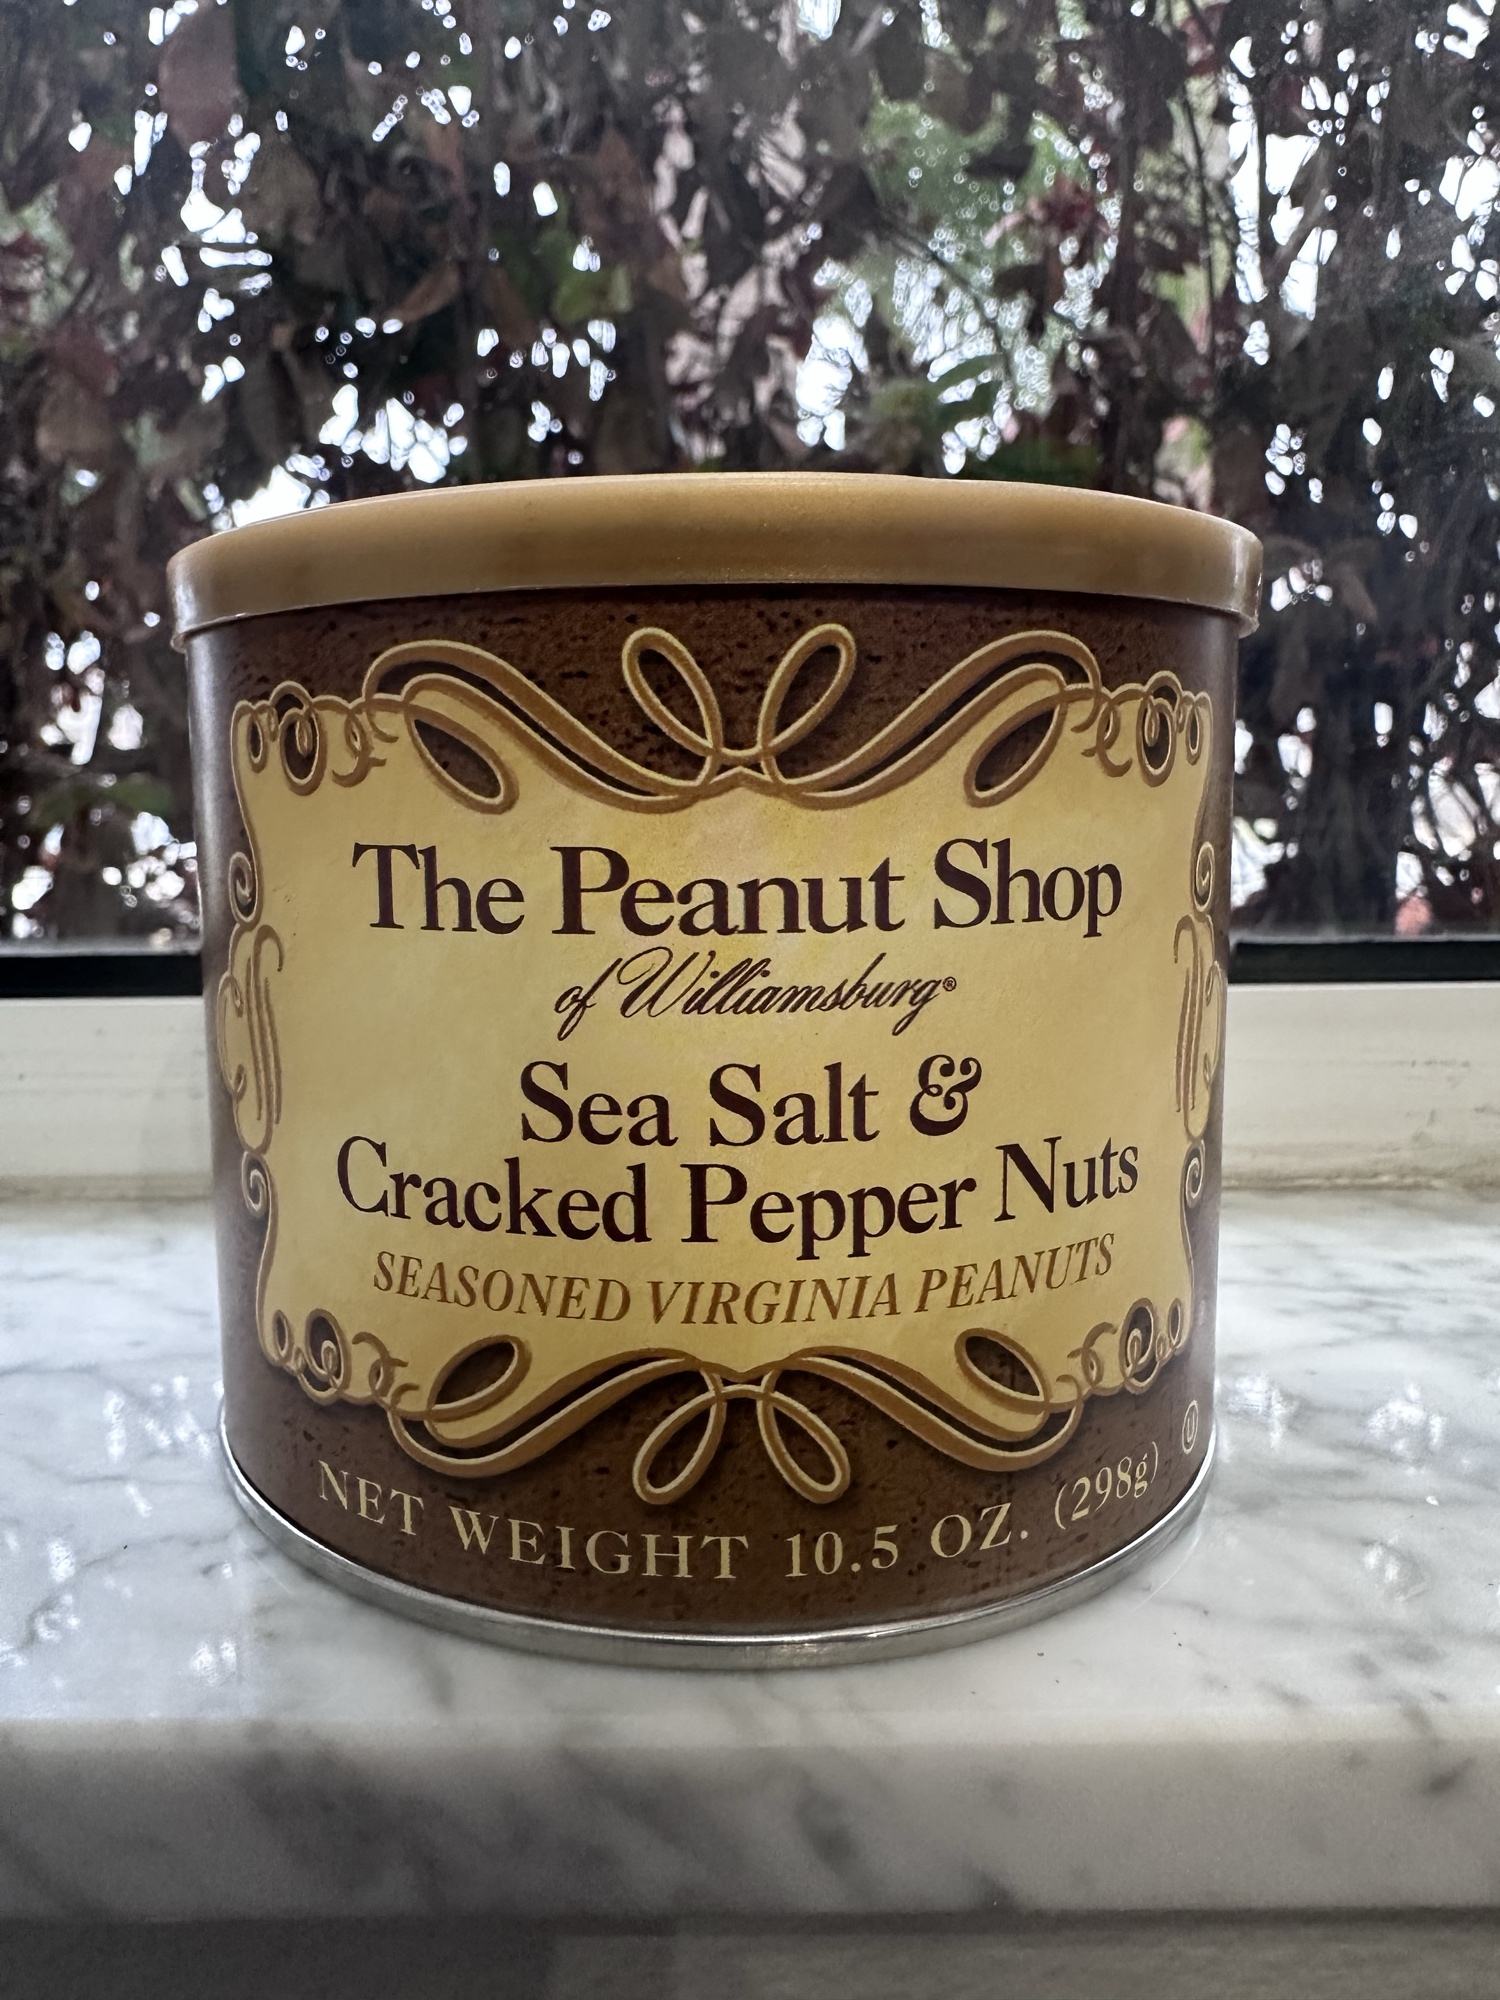 The Peanut Shop
of Williamsburg®
Sea Salt &
Cracked Pepper Nuts
SEASONED VIRGINIA PEANUTS
NET WEIGHT 10.5 OZ. (298g) Ⓤ